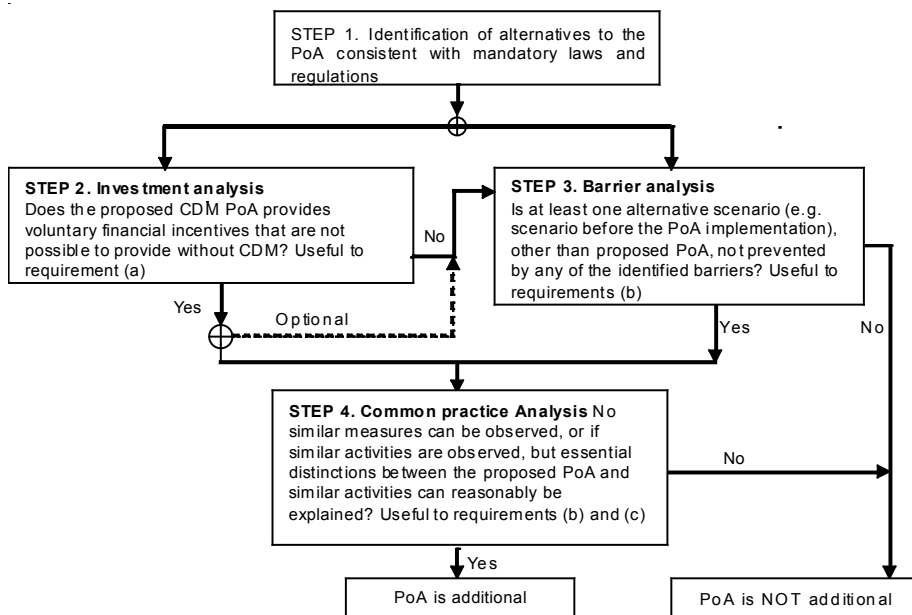 STEP 1. Identification of alternatives to the
PoA consistent with mandatory laws and
regulations
STEP 2. Investment analysis
Does the proposed CDM PoA provides
voluntary financial incentives that are not
possible to provide without CDM? Useful to
requirement (a)
No
STEP 3. Barrier analysis
Is at least one alternative scenario (e.g.
scenario before the PoA implementation),
other than proposed PoA, not prevented
by any of the identified barriers? Useful to
requirements (b)
Yes
Optional
Yes
No
STEP 4. Common practice Analysis No
similar measures can be observed, or if
similar activities are observed, but essential
distinctions between the proposed PoA and
similar activities can reasonably be
explained? Useful to requirements (b) and (c)
No
Yes
PoA is additional
PoA is NOT additional